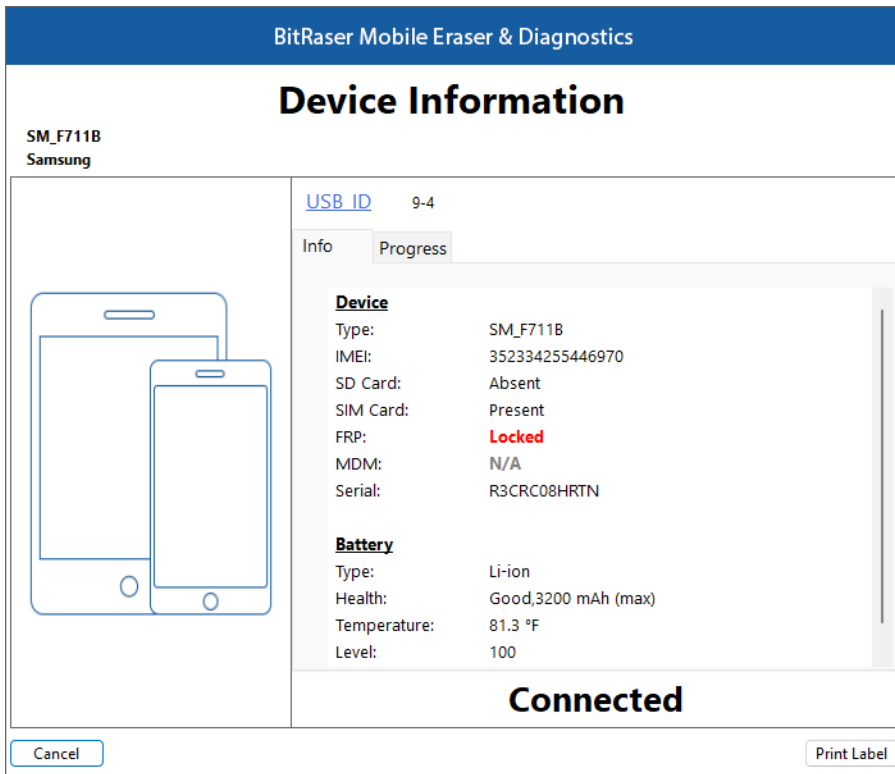 BitRaser Mobile Eraser & Diagnostics
Device Information
SM_F711B
Samsung
USB_ID 9-4
Info Progress
Device
Type: SM_F711B
IMEI: 352334255446970
SD Card: Absent
SIM Card: Present
FRP: Locked
MDM: N/A
Serial: R3CRC08HRTN
Battery
Type: Li-ion
Health: Good,3200 mAh (max)
Temperature: 81.3 °F
Level: 100
Connected
Cancel Print Label